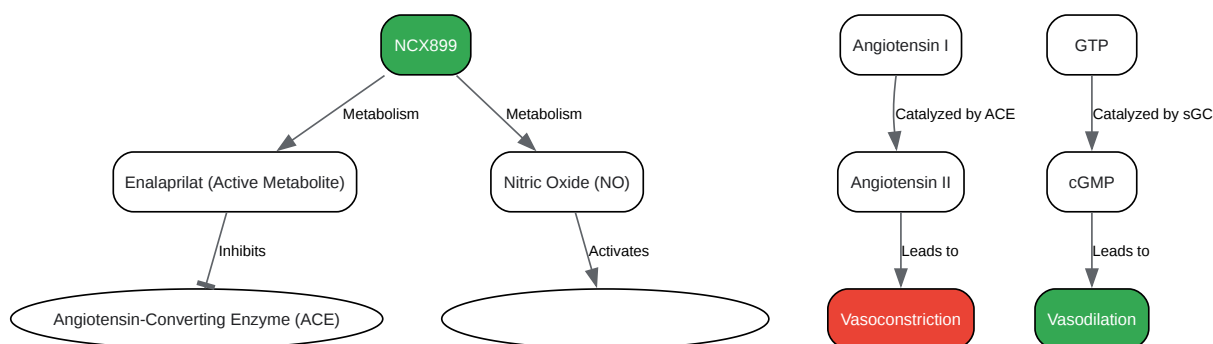 NCX899
Angiotensin I
GTP
Metabolism
Metabolism
Catalyzed by ACE
Catalyzed by sGC
Enalaprilat (Active Metabolite)
Nitric Oxide (NO)
Angiotensin II
cGMP
Inhibits
Activates
Leads to
Leads to
Angiotensin-Converting Enzyme (ACE)
Vasoconstriction
Vasodilation